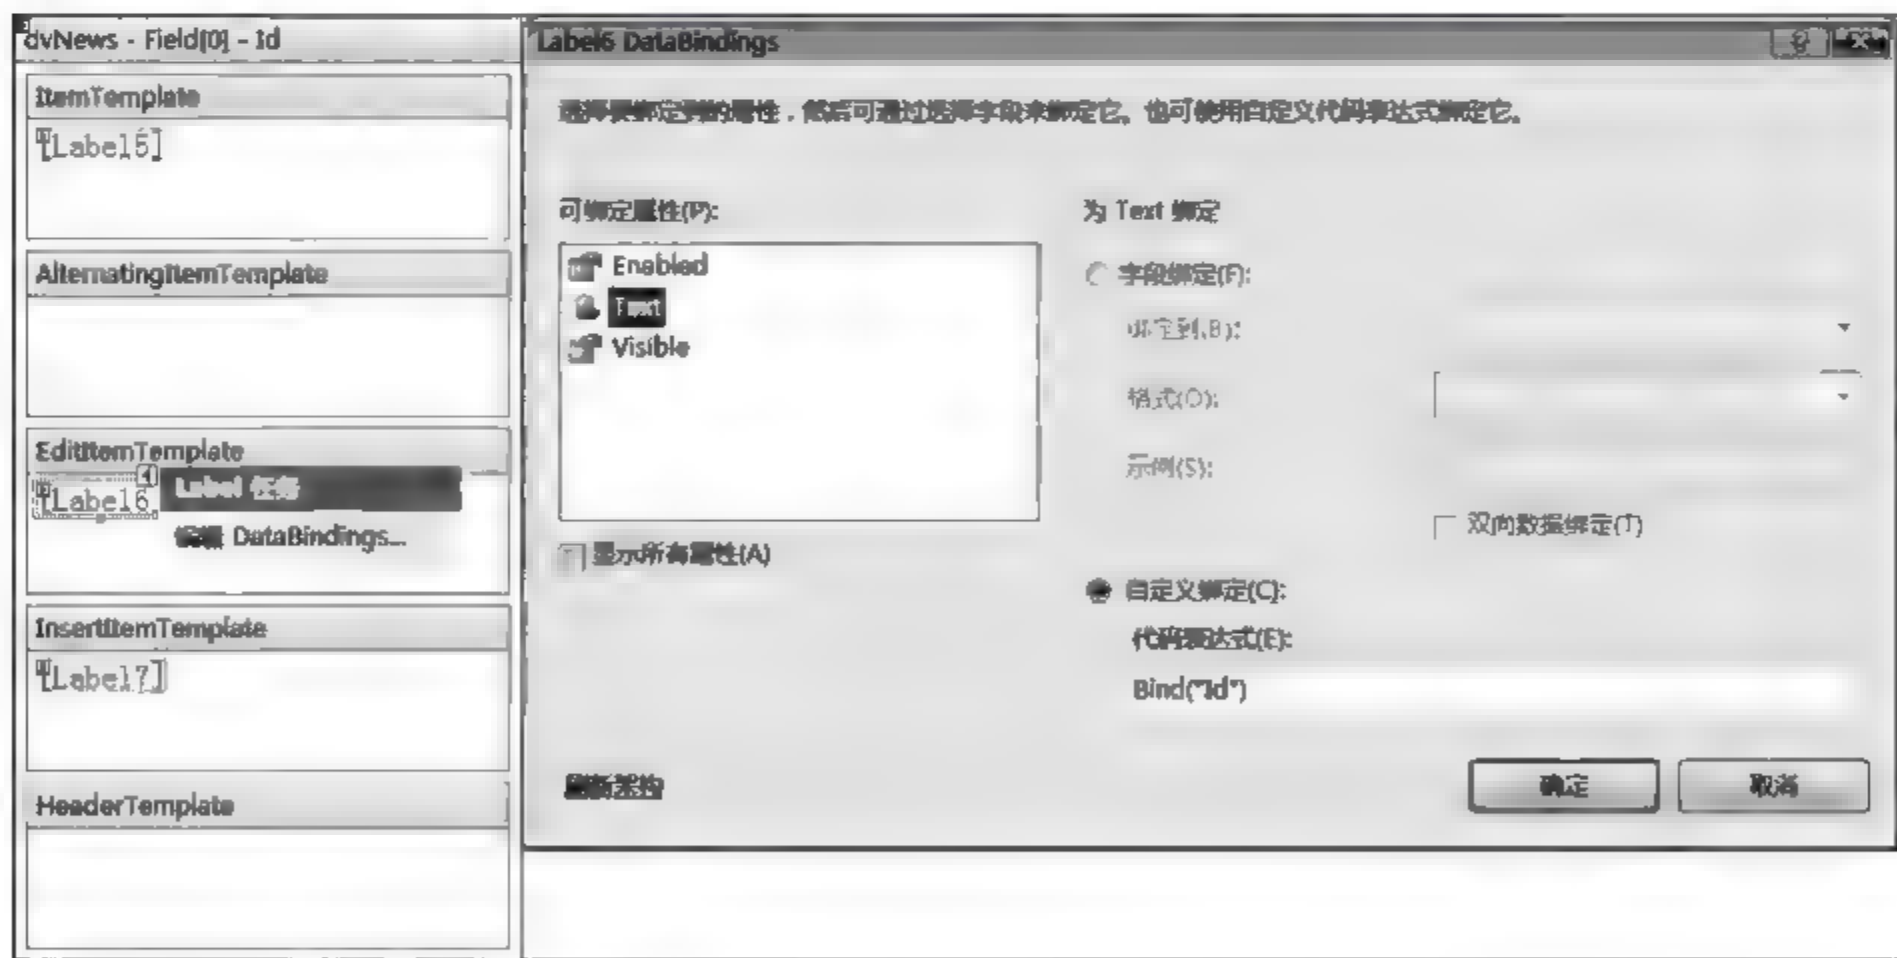 dvNews - Field[0] - Id
ItemTemplate
[Label5]
AlternatingItemTemplate
EditItemTemplate
[Label6
Label 任务
编辑 DataBindings...
InsertItemTemplate
[Label7]
HeaderTemplate
Label6 DataBindings
选择要绑定到的属性，然后可通过选择字段来绑定它。也可使用自定义代码表达式绑定它。
可绑定属性(P):
Enabled
Text
Visible
显示所有属性(A)
刷新架构
为 Text 绑定
字段绑定(F):
绑定到(B):
格式(O):
示例(S):
双向数据绑定(T)
自定义绑定(C):
代码表达式(E):
Bind("Id")
确定
取消